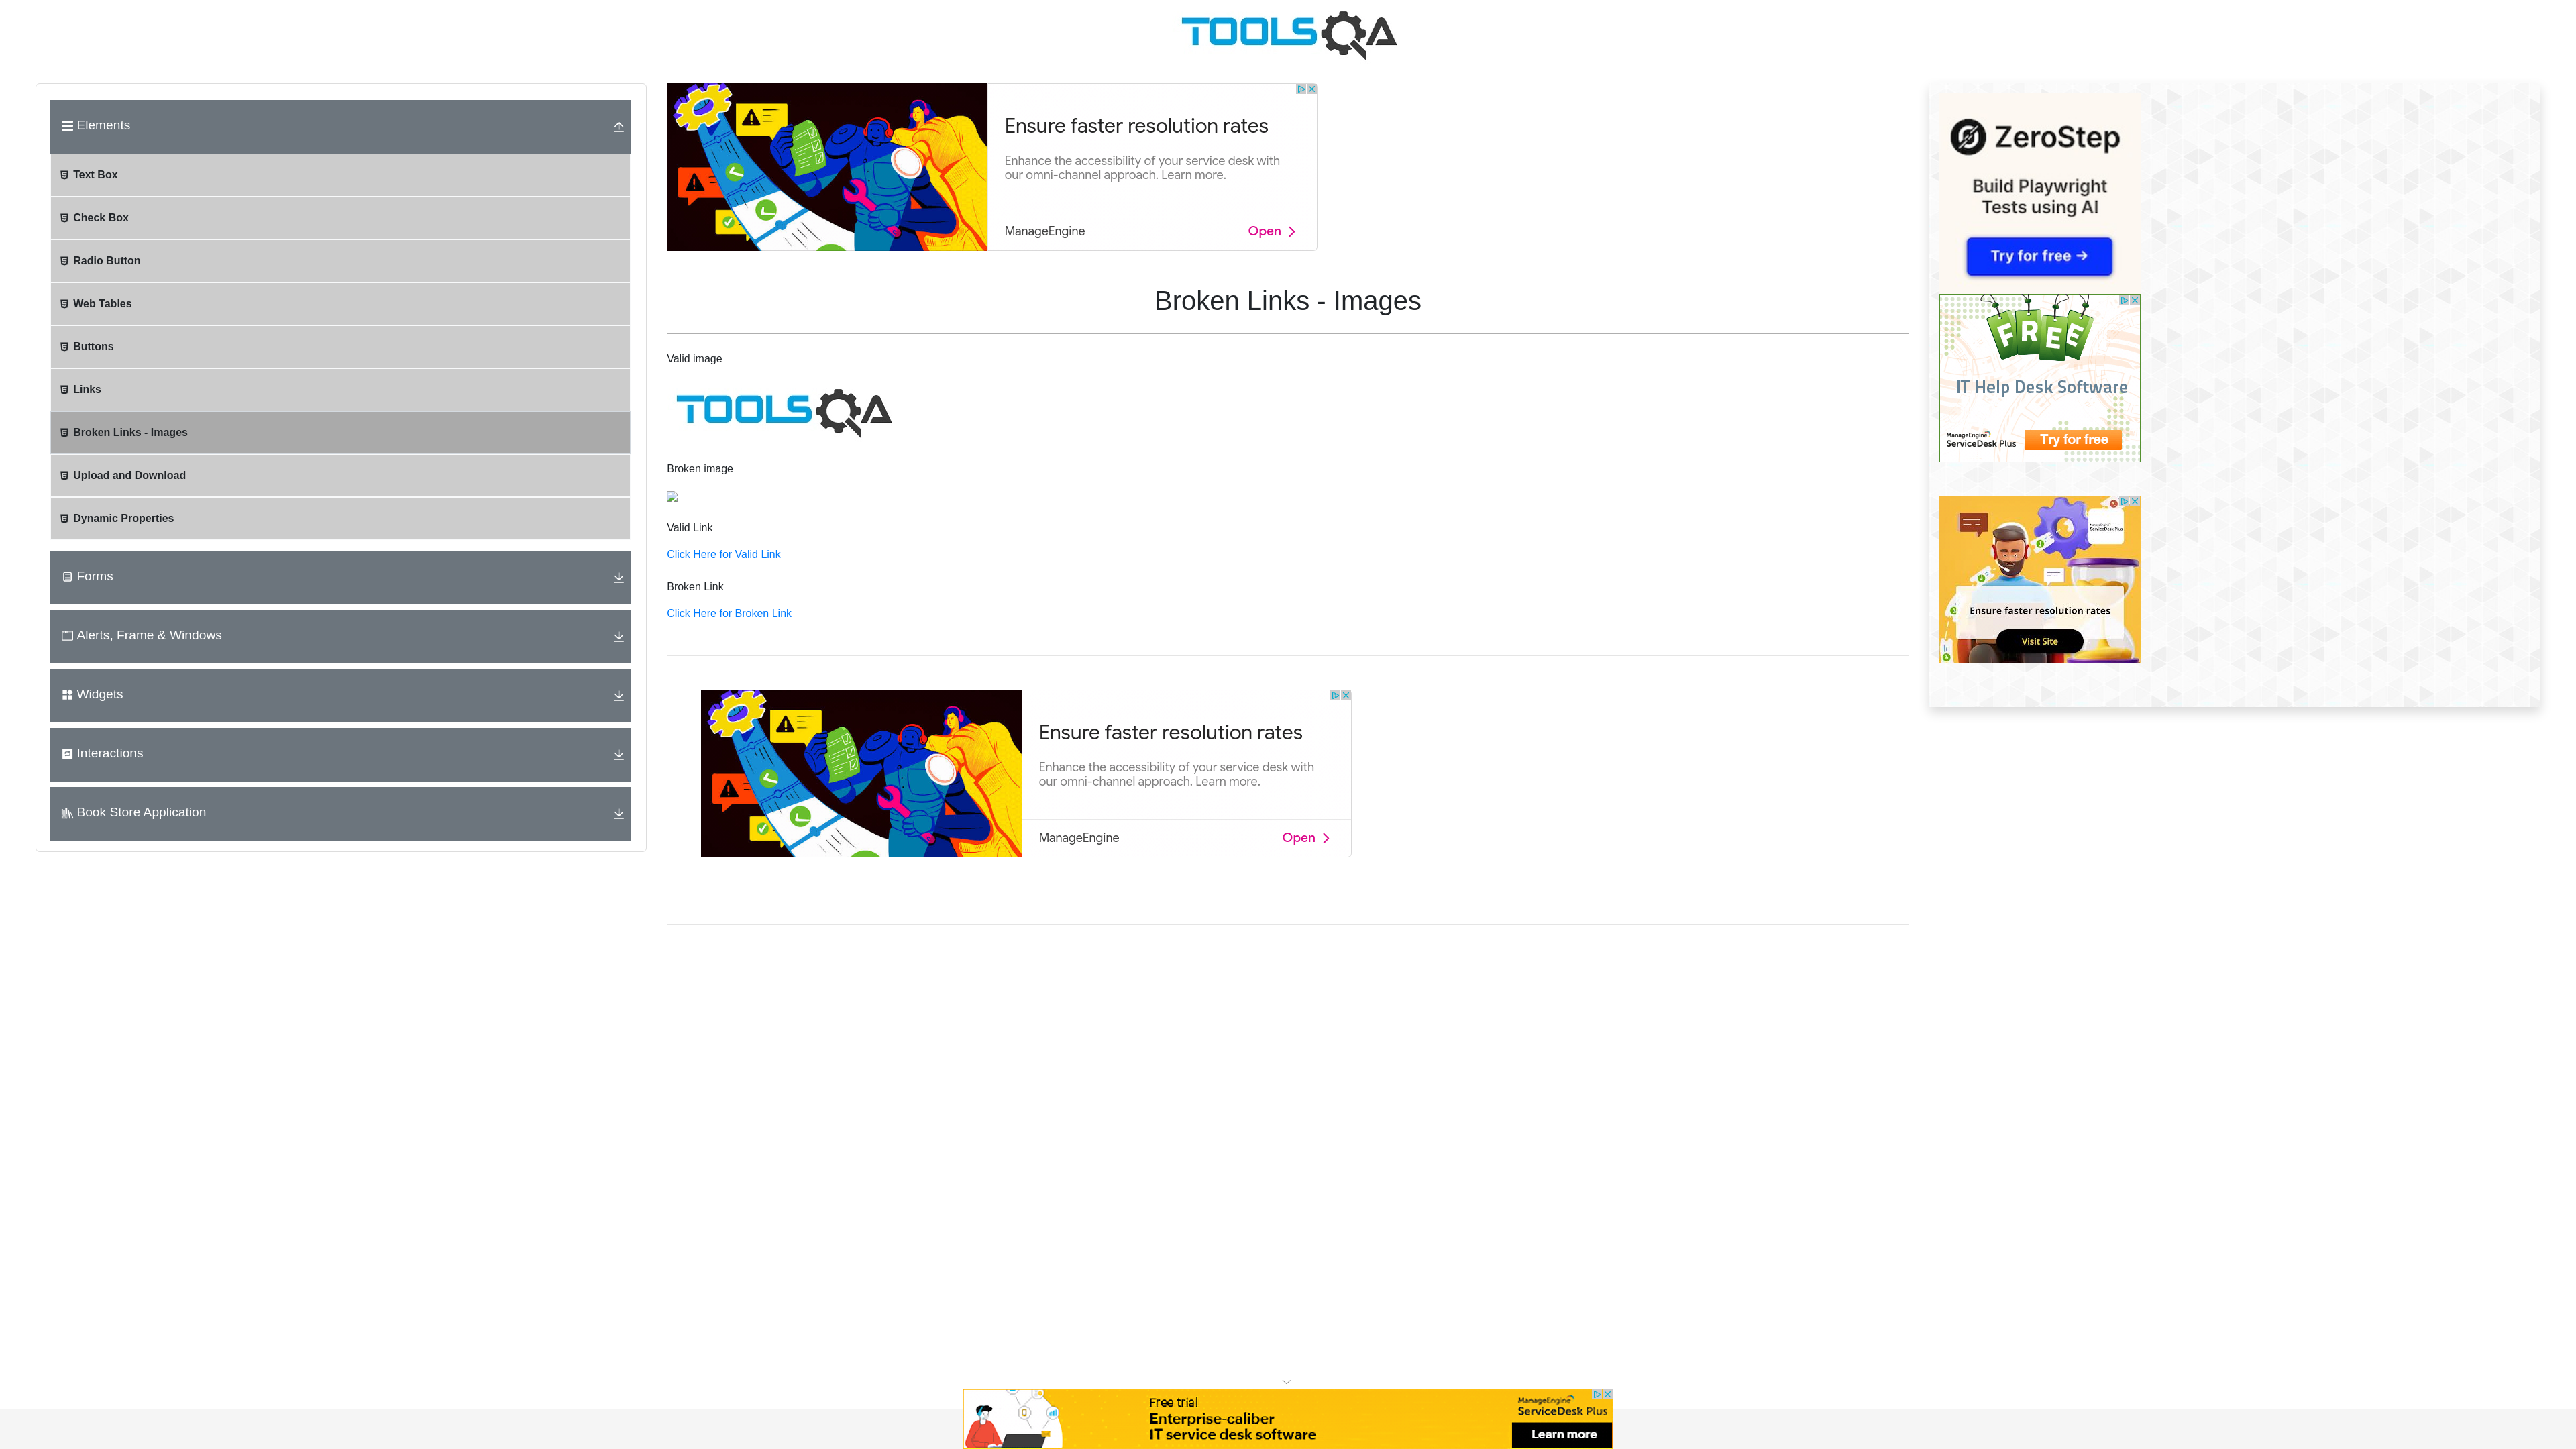 TOOLSQA
Elements
Text Box
Check Box
Radio Button
Web Tables
Buttons
Links
Broken Links - Images
Upload and Download
Dynamic Properties
Forms
Alerts, Frame & Windows
Widgets
Interactions
Book Store Application
Ensure faster resolution rates
Enhance the accessibility of your service desk with
our omni-channel approach. Learn more.
ManageEngine
Open
Broken Links - Images
Valid image
TOOLSQA
Broken image
Valid Link
Click Here for Valid Link
Broken Link
Click Here for Broken Link
Ensure faster resolution rates
Enhance the accessibility of your service desk with
our omni-channel approach. Learn more.
ManageEngine
Open
ZeroStep
Build Playwright
Tests using AI
Try for free →
FREE
IT Help Desk Software
ManageEngine
ServiceDesk Plus
Try for free
ServiceDesk Plus
Ensure faster resolution rates
Visit Site
Free trial
Enterprise-caliber
IT service desk software
ManageEngine
ServiceDesk Plus
Learn more